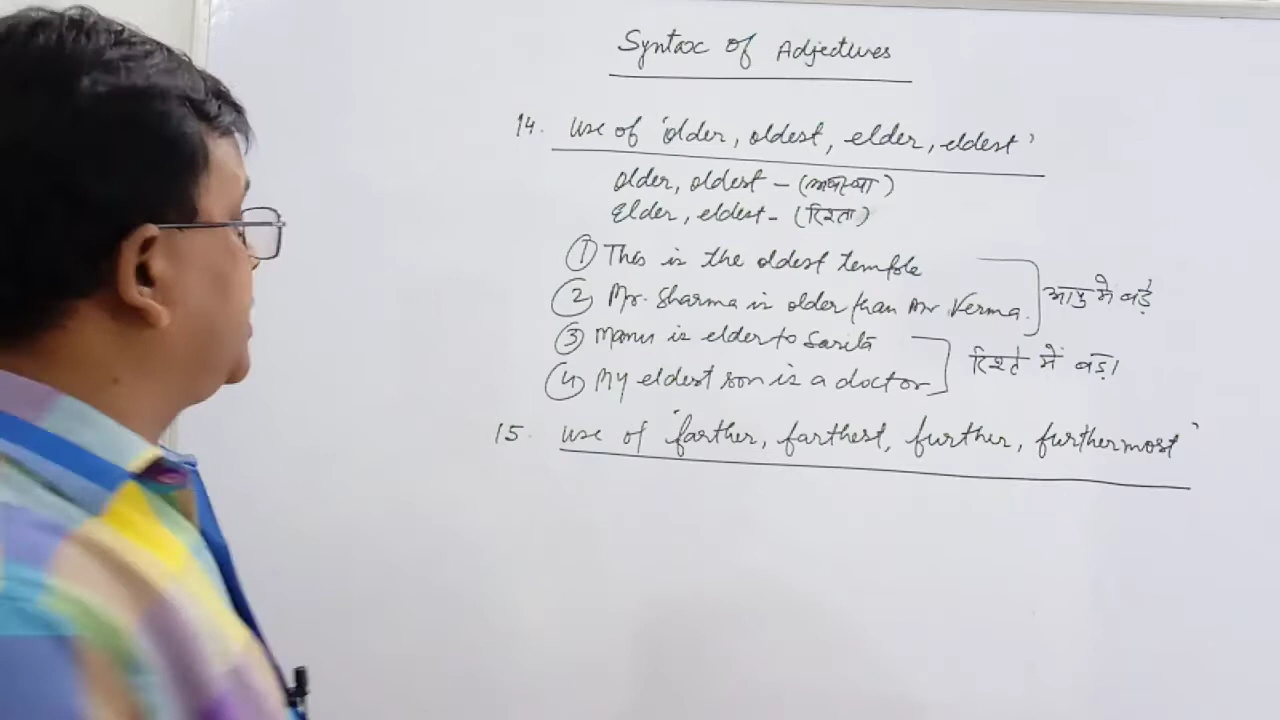 Syntax of Adjectives
14. Use of 'older, oldest, elder, eldest'
older, oldest - (अवस्था)
Elder, eldest - (रिश्ता)
① This is the oldest temple
② Mr. Sharma is older than Mr Verma. आयु में बड़े
③ Manu is elder to Sarita
④ My eldest son is a doctor रिश्ते में बड़ा
15. Use of 'farther, farthest, further, furthermost'